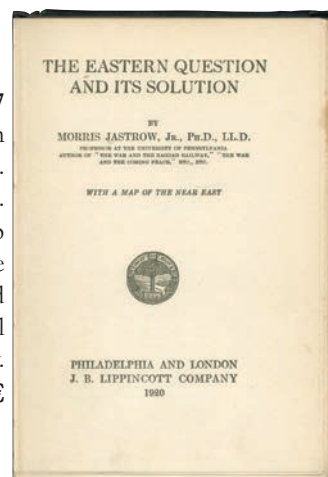 THE EASTERN QUESTION
AND ITS SOLUTION
BY
MORRIS JASTROW, JR., PH.D., LL.D.
PROFESSOR AT THE UNIVERSITY OF PENNSYLVANIA
AUTHOR OF "THE WAR AND THE BAGDAD RAILWAY," "THE WAR
AND THE COMING PEACE," ETC., ETC.
WITH A MAP OF THE NEAR EAST
PHILADELPHIA AND LONDON
J. B. LIPPINCOTT COMPANY
1920